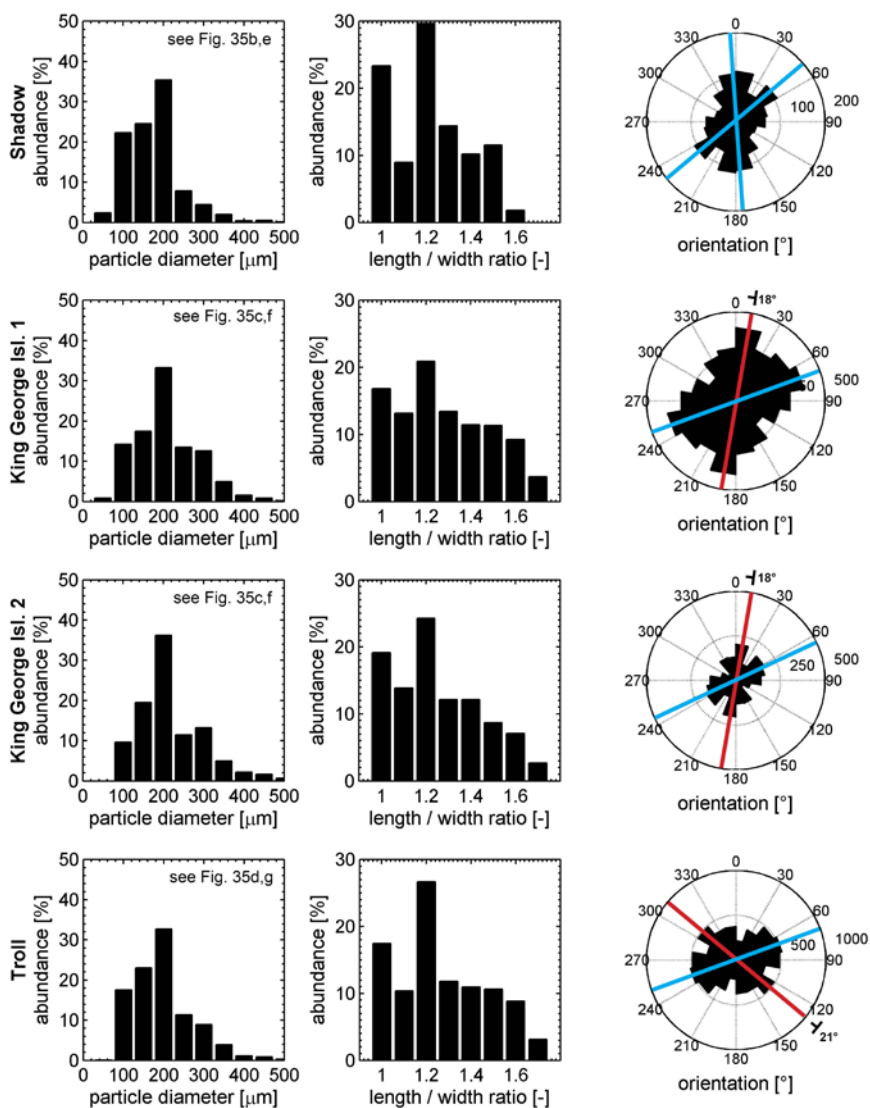 Shadow
abundance [%]
50
40
30
20
10
0
see Fig. 35b,e
0 100 200 300 400 500
particle diameter [μm]
abundance [%]
30
20
10
0
1 1.2 1.4 1.6
length / width ratio [-]
0
330 30
300 60
100 200
270 90
240 120
210 150
180
orientation [°]
King George Isl. 1
abundance [%]
50
40
30
20
10
0
see Fig. 35c,f
0 100 200 300 400 500
particle diameter [μm]
abundance [%]
30
20
10
0
1 1.2 1.4 1.6
length / width ratio [-]
0 18°
330 30
300 60
50 500
270 90
240 120
210 150
180
orientation [°]
King George Isl. 2
abundance [%]
50
40
30
20
10
0
see Fig. 35c,f
0 100 200 300 400 500
particle diameter [μm]
abundance [%]
30
20
10
0
1 1.2 1.4 1.6
length / width ratio [-]
0 18°
330 30
300 60
250 500
270 90
240 120
210 150
180
orientation [°]
Troll
abundance [%]
50
40
30
20
10
0
see Fig. 35d,g
0 100 200 300 400 500
particle diameter [μm]
abundance [%]
30
20
10
0
1 1.2 1.4 1.6
length / width ratio [-]
0
330 30
300 60
500 1000
270 90
240 120
21°
210 150
180
orientation [°]